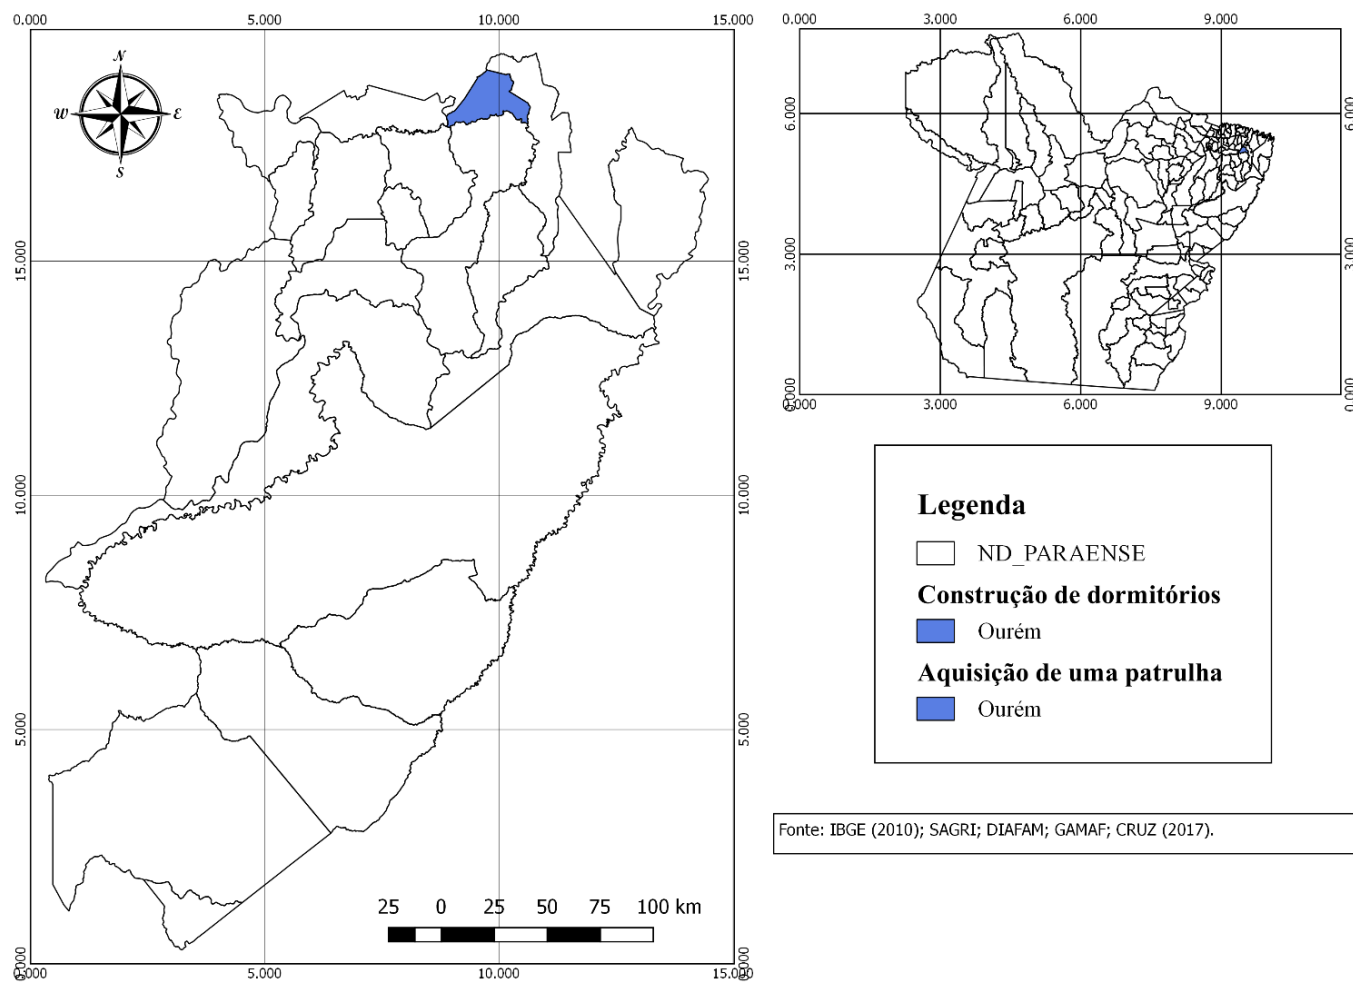 0.000 5.000 10.000 15.000
N
W E
S
15.000 15.000
10.000 10.000
5.000 5.000
25 0 25 50 75 100 km
0.000 0.000
0.000 5.000 10.000 15.000
0.000 3.000 6.000 9.000
6.000 6.000
3.000 3.000
0.000 0.000
0.000 3.000 6.000 9.000
Legenda
ND_PARAENSE
Construção de dormitórios
Ourém
Aquisição de uma patrulha
Ourém
Fonte: IBGE (2010); SAGRI; DIAFAM; GAMAF; CRUZ (2017).